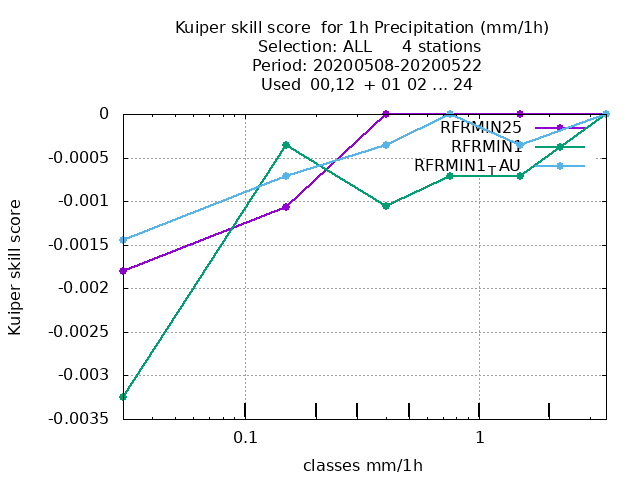 Kuiper skill score  for 1h Precipitation (mm/1h)
Selection: ALL      4 stations
Period: 20200508-20200522
Used  00,12  + 01 02 ... 24
RFRMIN25
RFRMIN1
RFRMIN1_AU
0
-0.0005
-0.001
-0.0015
-0.002
-0.0025
-0.003
-0.0035
Kuiper skill score
0.1
1
classes mm/1h